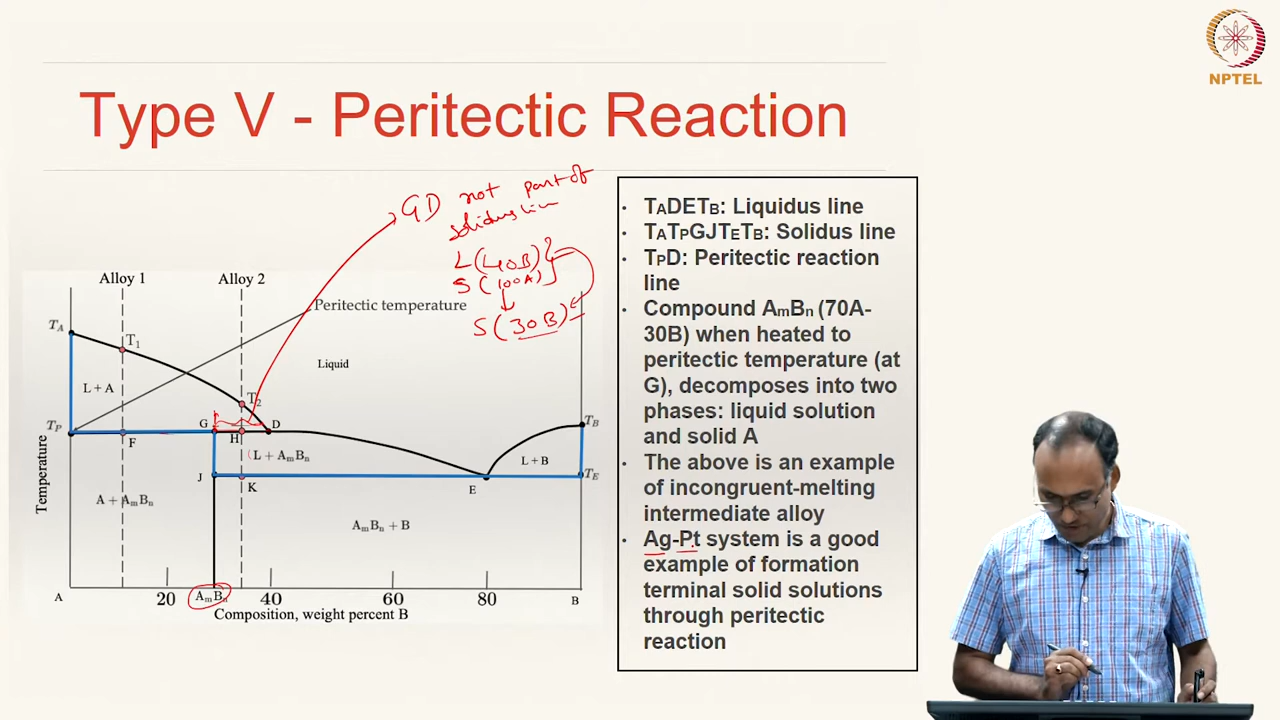 NPTEL
Type V - Peritectic Reaction
GD not part of
solidus line
L (40B)
S (100A)
S (30B)
Alloy 1
Alloy 2
Peritectic temperature
TA
T1
Liquid
L + A
T2
TP
G
D
F
H
TB
L + AmBn
L + B
J
K
E
TE
Temperature
A + AmBn
AmBn + B
A
20
AmBn
40
60
80
B
Composition, weight percent B
· TADETB: Liquidus line
· TATPGJTETB: Solidus line
· TPD: Peritectic reaction
line
· Compound AmBn (70A-
30B) when heated to
peritectic temperature (at
G), decomposes into two
phases: liquid solution
and solid A
· The above is an example
of incongruent-melting
intermediate alloy
· Ag-Pt system is a good
example of formation
terminal solid solutions
through peritectic
reaction